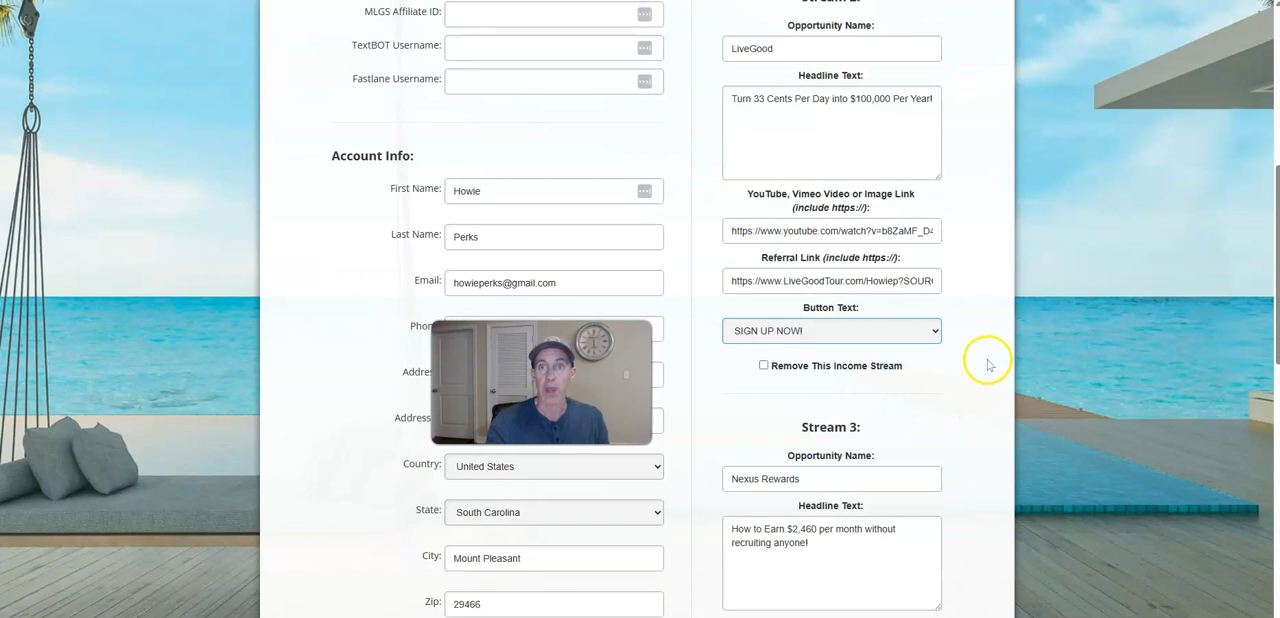 MLGS Affiliate ID:
TextBOT Username:
Fastlane Username:
Account Info:
First Name:
Howie
Last Name:
Perks
Email:
howieperks@gmail.com
Country:
United States
State:
South Carolina
City:
Mount Pleasant
Zip:
29466
Opportunity Name:
LiveGood
Headline Text:
Turn 33 Cents Per Day into $100,000 Per Year!
YouTube, Vimeo Video or Image Link
(include https://):
https://www.youtube.com/watch?v=b8ZaMF_D
Referral Link (include https://):
https://www.LiveGoodTour.com/Howiep?SOUR
Button Text:
SIGN UP NOW!
Remove This Income Stream
Stream 3:
Opportunity Name:
Nexus Rewards
Headline Text:
How to Earn $2,460 per month without
recruiting anyone!